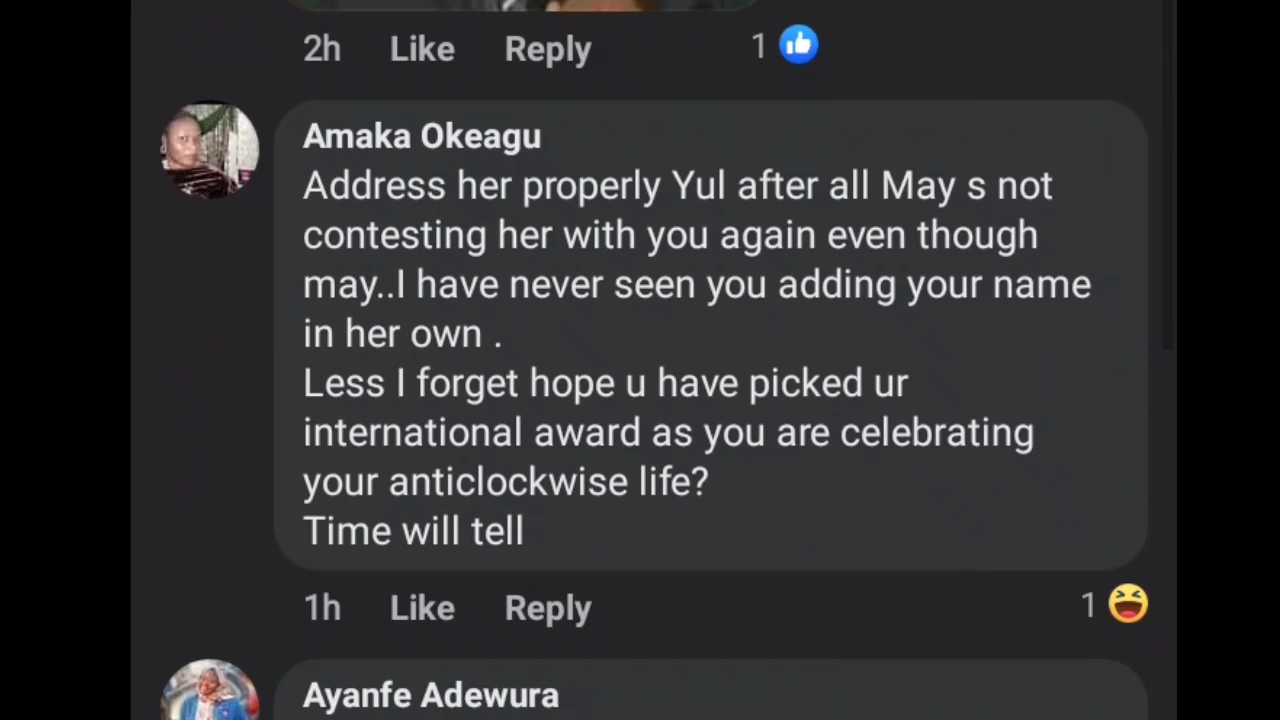 2h Like Reply 1
Amaka Okeagu
Address her properly Yul after all May s not
contesting her with you again even though
may..I have never seen you adding your name
in her own .
Less I forget hope u have picked ur
international award as you are celebrating
your anticlockwise life?
Time will tell
1h Like Reply 1
Ayanfe Adewura